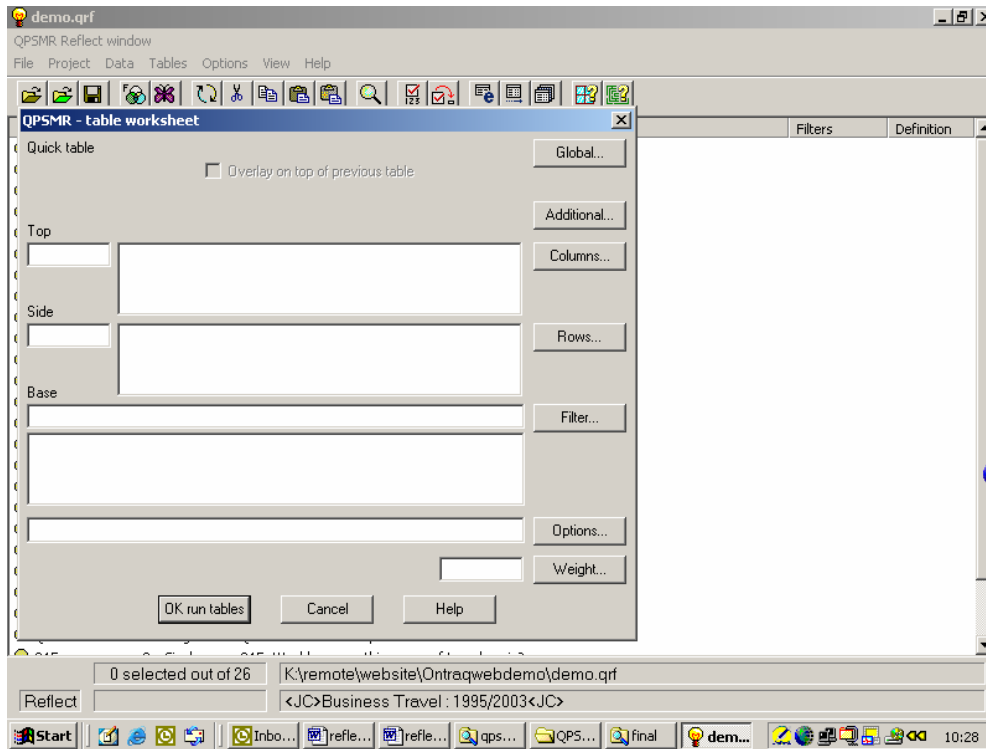 demo.qrf
QPSMR Reflect window
File Project Data Tables Options View Help
QPSMR - table worksheet
Filters Definition
Quick table
Global...
Overlay on top of previous table
Additional...
Top
Columns...
Side
Rows...
Base
Filter...
Options...
Weight...
OK run tables Cancel Help
0 selected out of 26 K:\remote\website\Ontraqwebdemo\demo.qrf
Reflect <JC>Business Travel : 1995/2003<JC>
Start Inbo... refle... refle... qps... QPS... final dem... 10:28